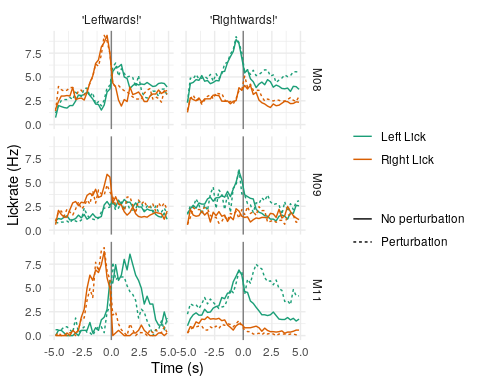 'Leftwards!' 'Rightwards!'
7.5
5.0
2.5
0.0
M08
7.5
5.0
2.5
0.0
M09
7.5
5.0
2.5
0.0
M11
-5.0 -2.5 0.0 2.5 5.0 -5.0 -2.5 0.0 2.5 5.0
Time (s)
Lickrate (Hz)
Left Lick
Right Lick
No perturbation
Perturbation